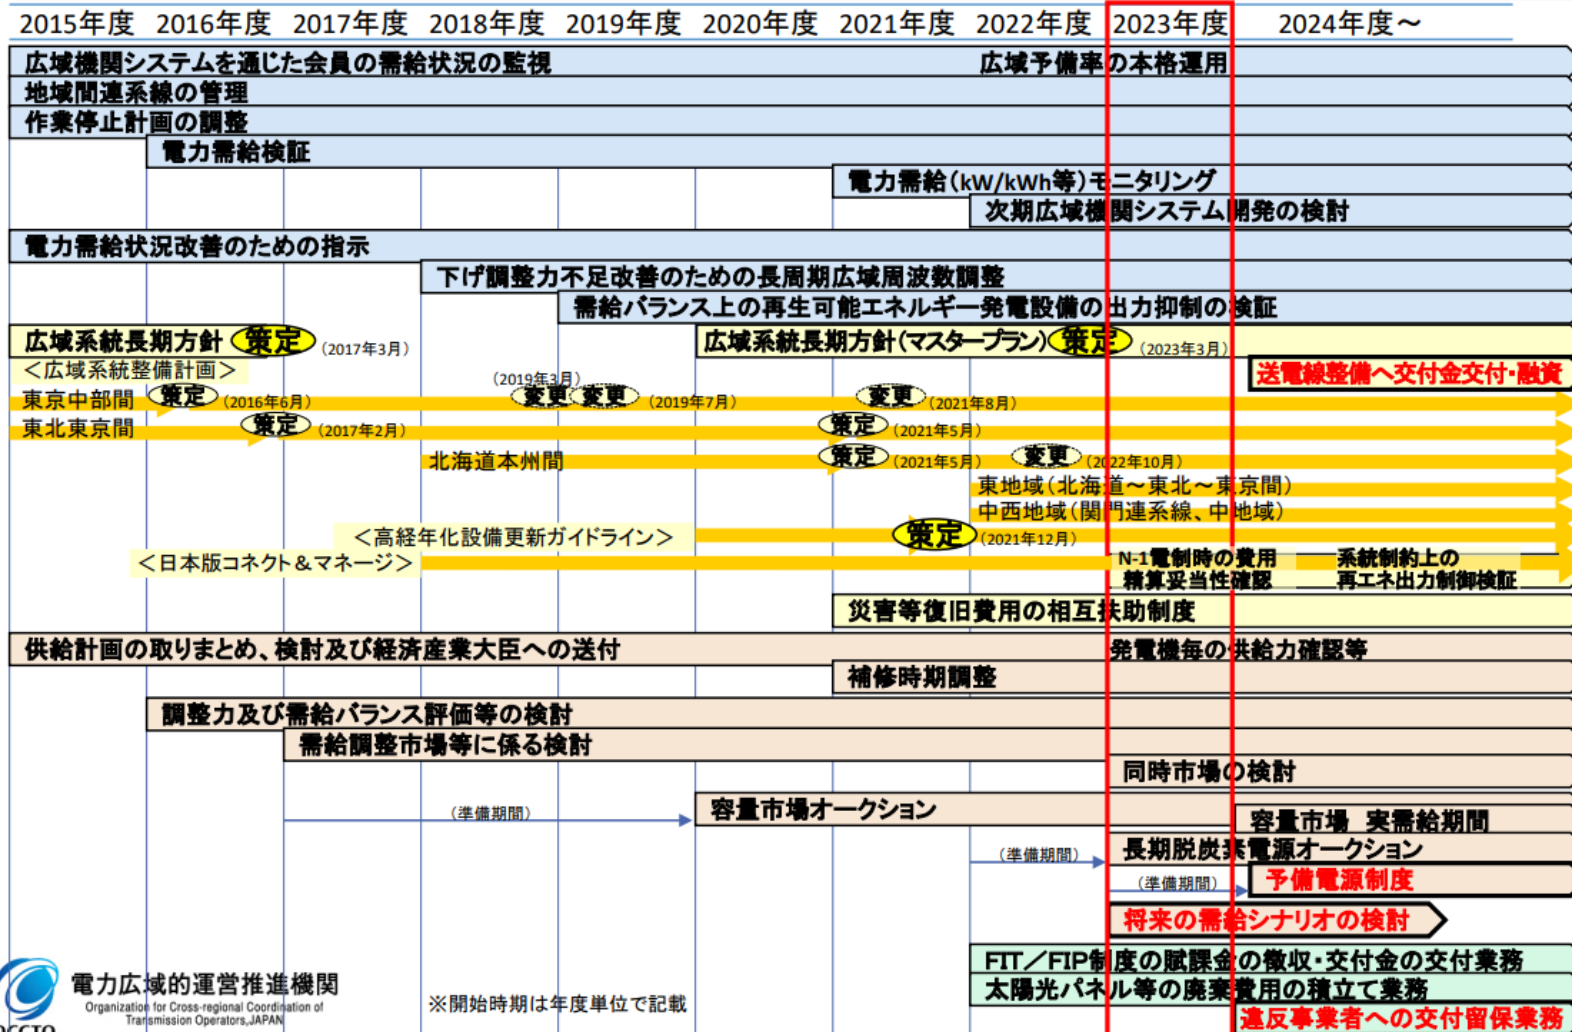 2015年度 2016年度 2017年度 2018年度 2019年度 2020年度 2021年度 2022年度 2023年度 2024年度～
広域機関システムを通じた会員の需給状況の監視 広域予備率の本格運用
地域間連系線の管理
作業停止計画の調整
電力需給検証
電力需給(kW/kWh等)モニタリング
次期広域機関システム開発の検討
電力需給状況改善のための指示
下げ調整力不足改善のための長周期広域周波数調整
需給バランス上の再生可能エネルギー発電設備の出力抑制の検証
広域系統長期方針 策定 (2017年3月) 広域系統長期方針(マスタープラン) 策定 (2023年3月)
＜広域系統整備計画＞ (2019年3月) 送電線整備へ交付金交付・融資
東京中部間 策定 (2016年6月) 変更 変更 (2019年7月) 変更 (2021年8月)
東北東京間 策定 (2017年2月) 策定 (2021年5月)
北海道本州間 策定 (2021年5月) 変更 (2022年10月)
東地域(北海道～東北～東京間)
中西地域(関門連系線、中地域)
＜高経年化設備更新ガイドライン＞ 策定 (2021年12月)
＜日本版コネクト＆マネージ＞ N-1電制時の費用 系統制約上の
精算妥当性確認 再エネ出力制御検証
災害等復旧費用の相互扶助制度
供給計画の取りまとめ、検討及び経済産業大臣への送付 発電機毎の供給力確認等
補修時期調整
調整力及び需給バランス評価等の検討
需給調整市場等に係る検討
同時市場の検討
(準備期間) 容量市場オークション 容量市場 実需給期間
(準備期間) 長期脱炭素電源オークション
(準備期間) 予備電源制度
将来の需給シナリオの検討
FIT／FIP制度の賦課金の徴収・交付金の交付業務
太陽光パネル等の廃棄費用の積立て業務
違反事業者への交付留保業務
電力広域的運営推進機関
Organization for Cross-regional Coordination of
Transmission Operators,JAPAN
OCCTO
※開始時期は年度単位で記載